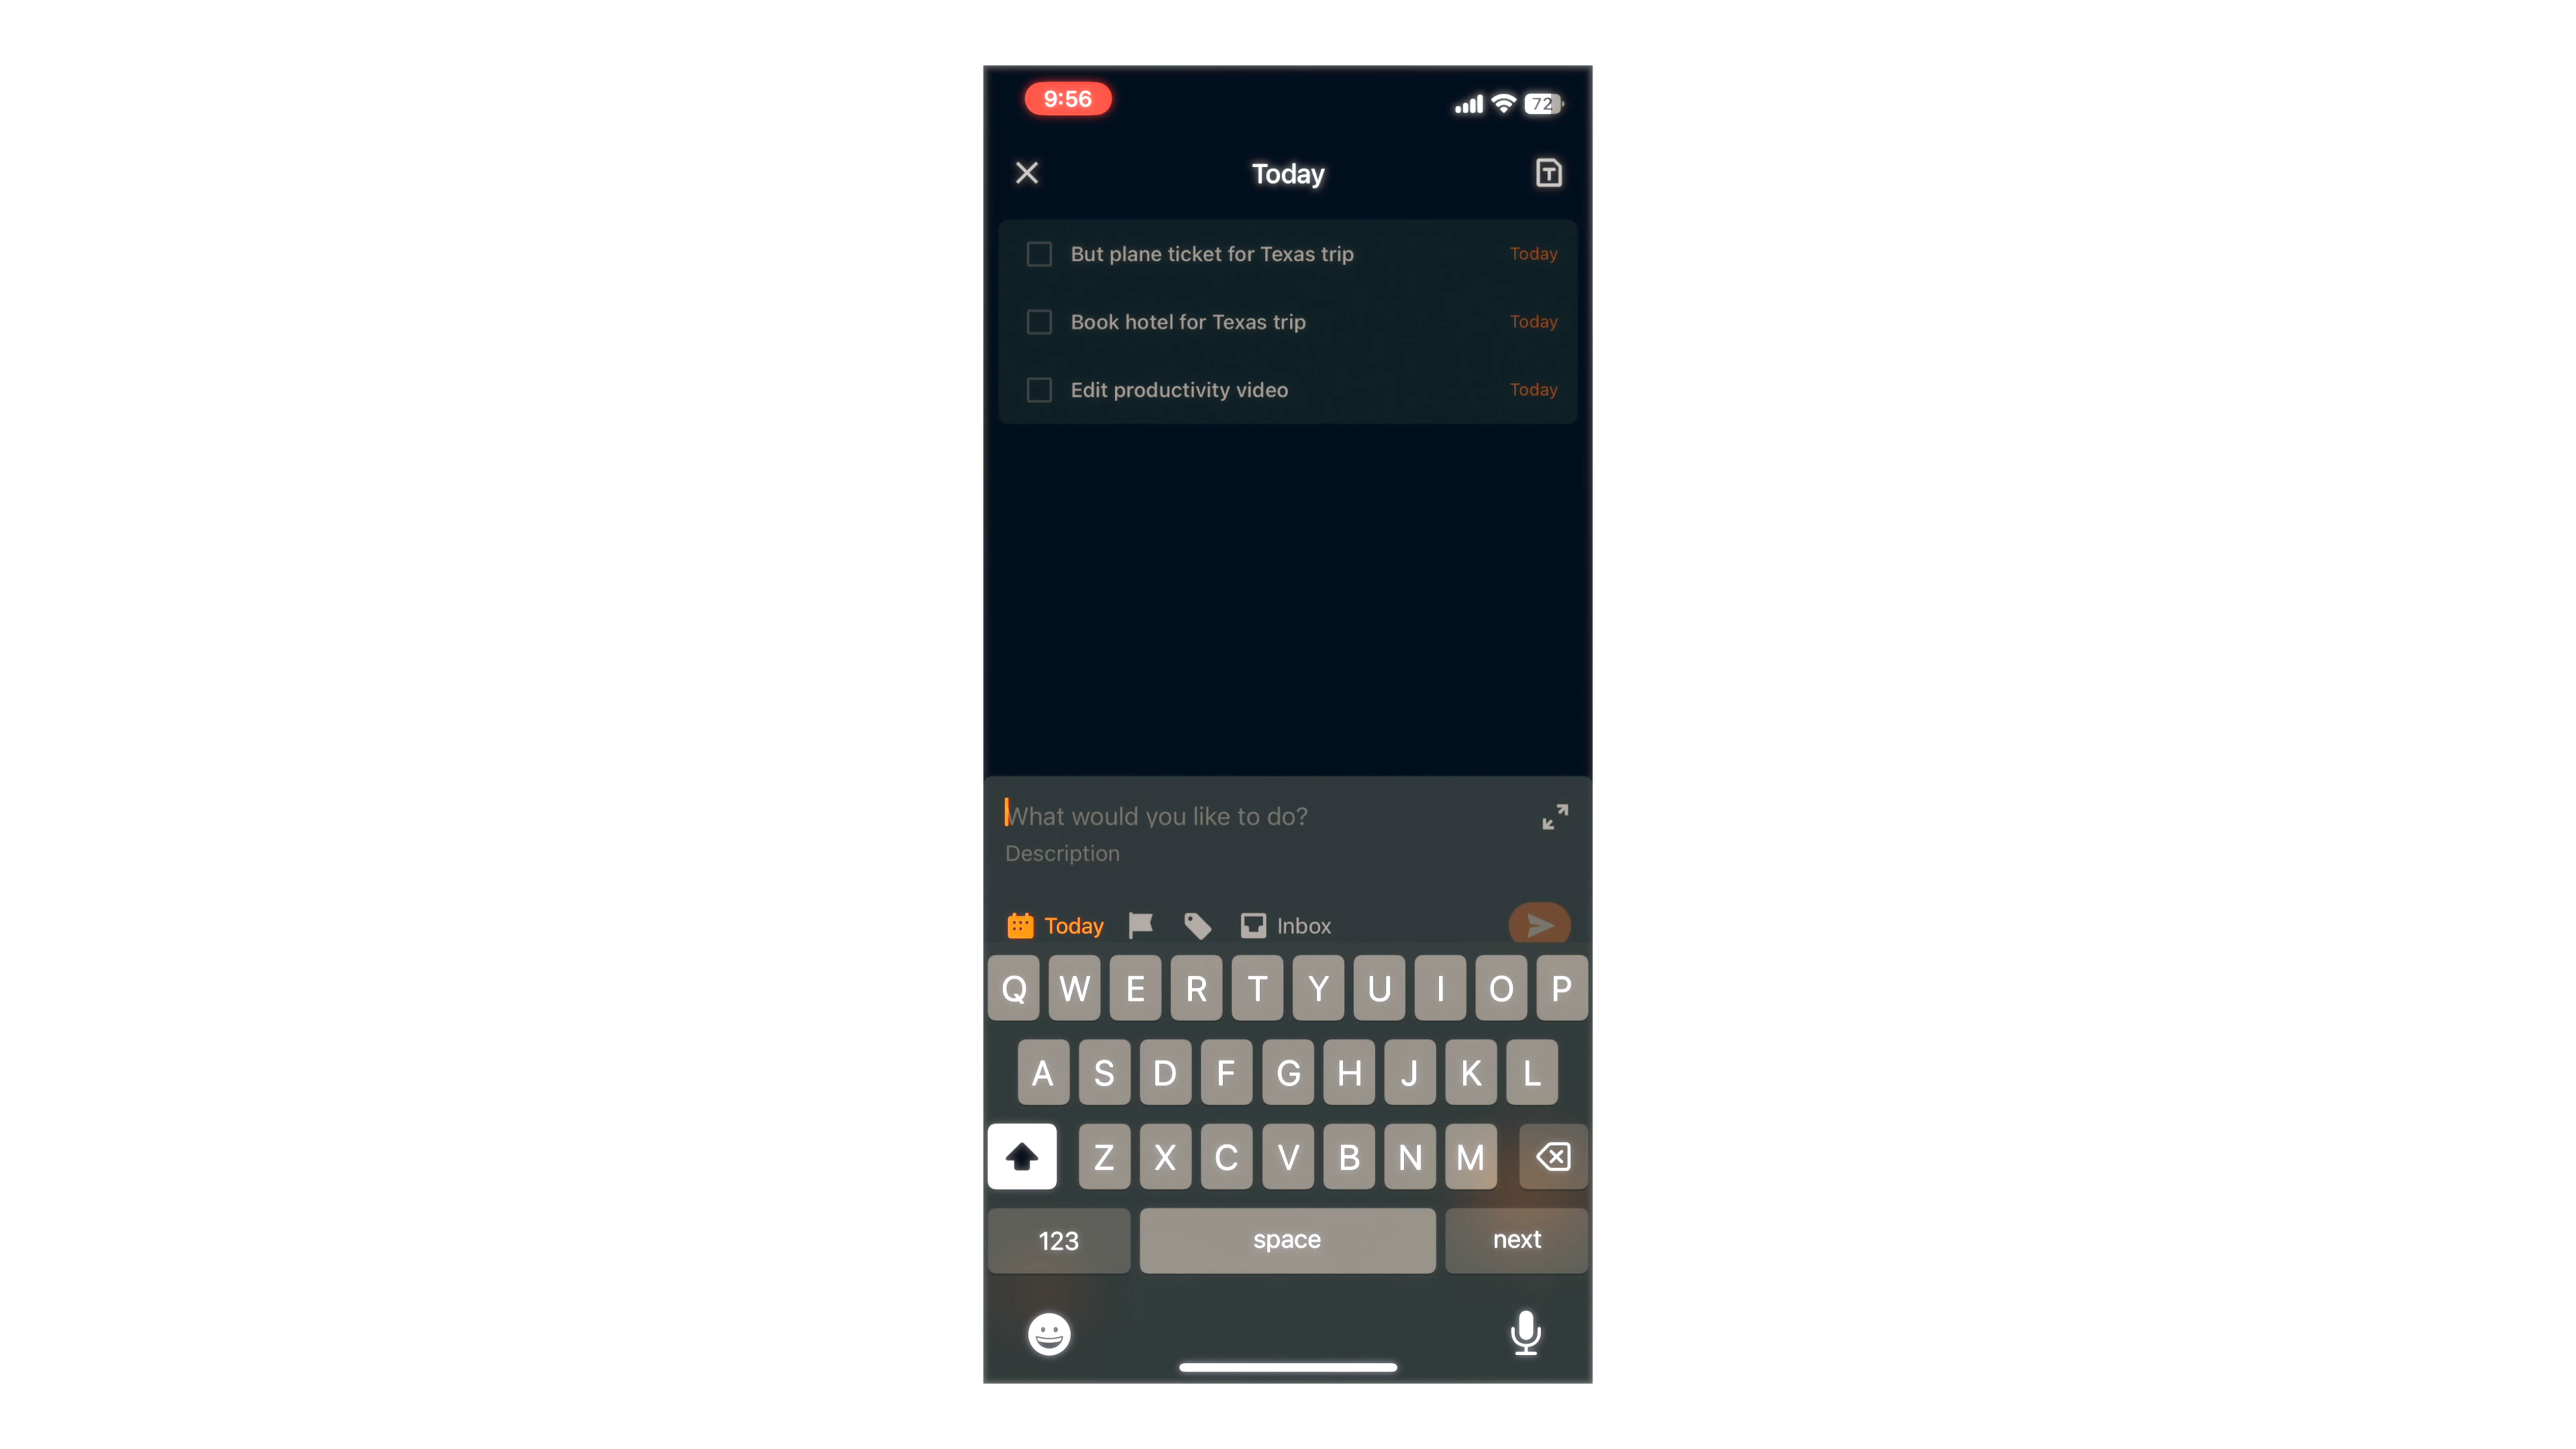 9:56
72
Today
T
But plane ticket for Texas trip Today
Book hotel for Texas trip Today
Edit productivity video Today
What would you like to do?
Description
Today Inbox
Q W E R T Y U I O P
A S D F G H J K L
Z X C V B N M
123 space next